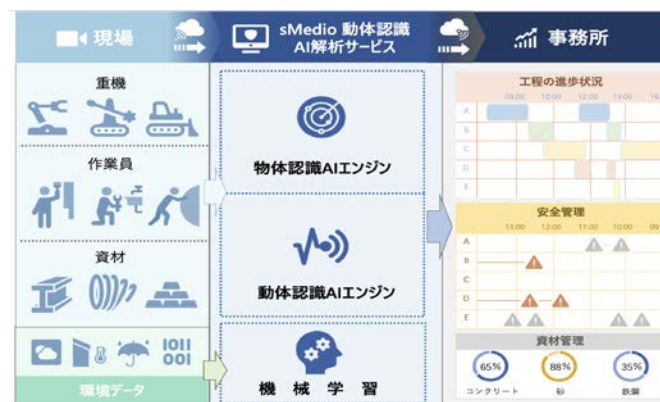 現場
sMedio 動体認識
AI解析サービス
事務所
重機
作業員
資材
1011
001
環境データ
物体認識AIエンジン
動体認識AIエンジン
機 械 学 習
工程の進歩状況
09:00 10:00 12:00 14:00 16:00
A
B
C
D
E
安全管理
13:00 12:00 11:00 10:00 09
A
B
C
D
E
資材管理
65% 88% 35%
コンクリート 砂 鉄鋼